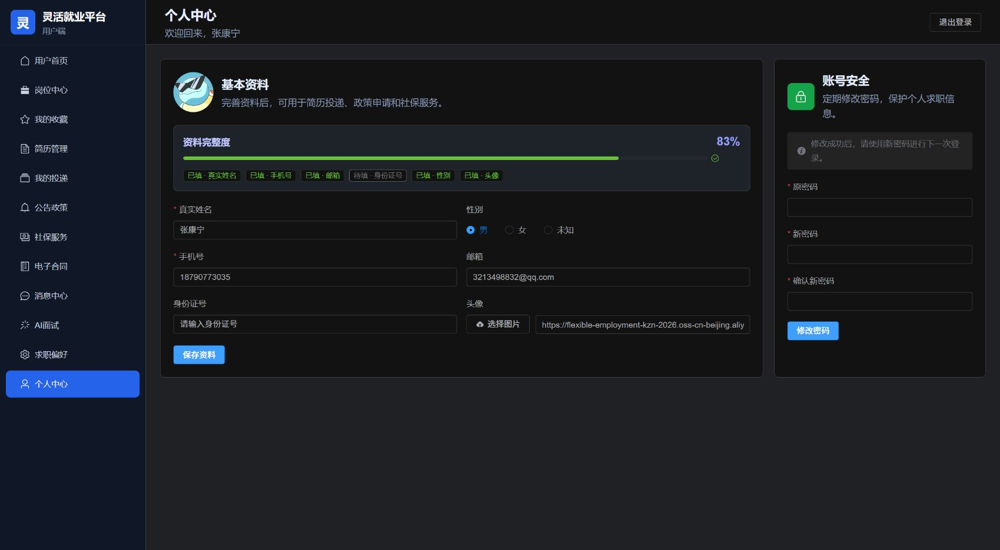 灵
灵活就业平台
用户端
用户首页
岗位中心
我的收藏
简历管理
我的投递
公告政策
社保服务
电子合同
消息中心
AI面试
求职偏好
个人中心
个人中心
欢迎回来，张康宁
退出登录
基本资料
完善资料后，可用于简历投递、政策申请和社保服务。
资料完整度
83%
已填 · 真实姓名
已填 · 手机号
已填 · 邮箱
待填 · 身份证号
已填 · 性别
已填 · 头像
* 真实姓名
张康宁
性别
男
女
未知
* 手机号
18790773035
邮箱
3213498832@qq.com
身份证号
请输入身份证号
头像
选择图片
https://flexible-employment-kzn-2026.oss-cn-beijing.aliy
保存资料
账号安全
定期修改密码，保护个人求职信
息。
修改成功后，请使用新密码进行下一次登
录。
* 原密码
* 新密码
* 确认新密码
修改密码